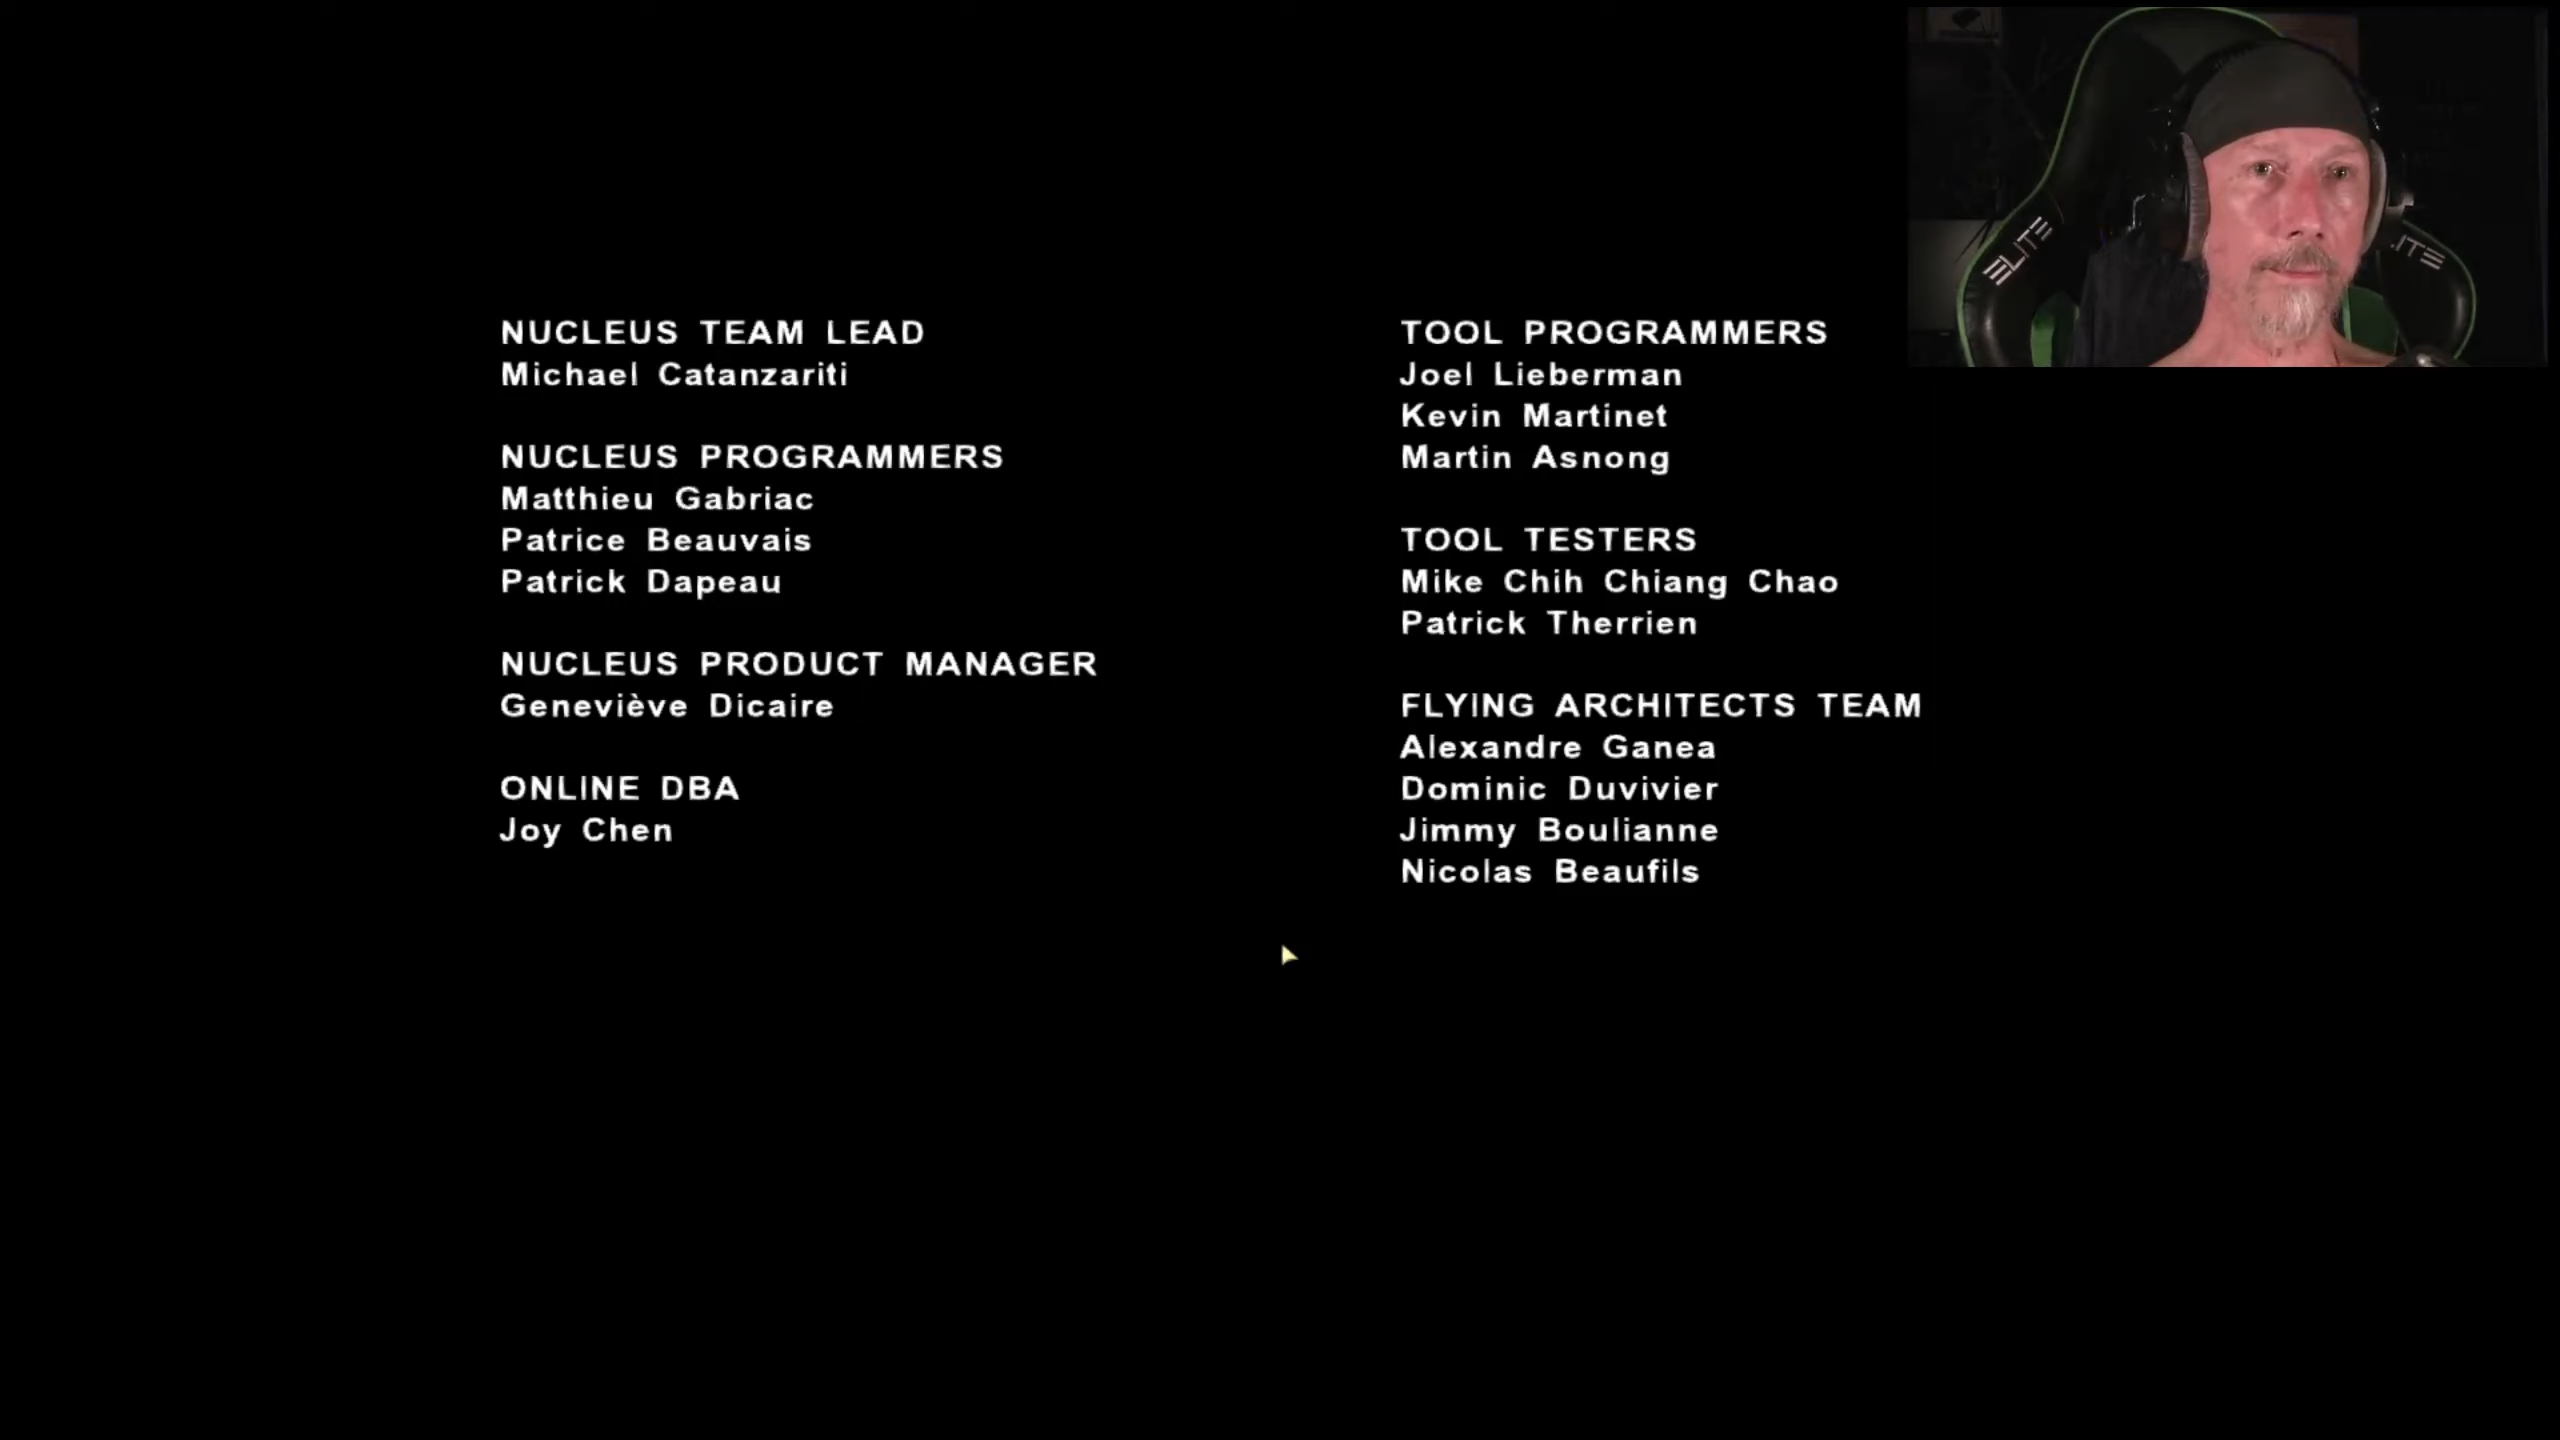 NUCLEUS TEAM LEAD
Michael Catanzariti
NUCLEUS PROGRAMMERS
Matthieu Gabriac
Patrice Beauvais
Patrick Dapeau
NUCLEUS PRODUCT MANAGER
Geneviève Dicaire
ONLINE DBA
Joy Chen
TOOL PROGRAMMERS
Joel Lieberman
Kevin Martinet
Martin Asnong
TOOL TESTERS
Mike Chih Chiang Chao
Patrick Therrien
FLYING ARCHITECTS TEAM
Alexandre Ganea
Dominic Duvivier
Jimmy Boulianne
Nicolas Beaufils
ELITE